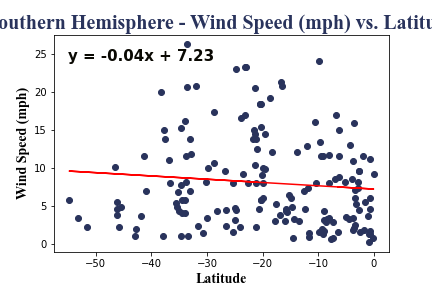 outhern Hemisphere - Wind Speed (mph) vs. Latitu
y = -0.04x + 7.23
Wind Speed (mph)
25
20
15
10
5
0
−50 −40 −30 −20 −10 0
Latitude